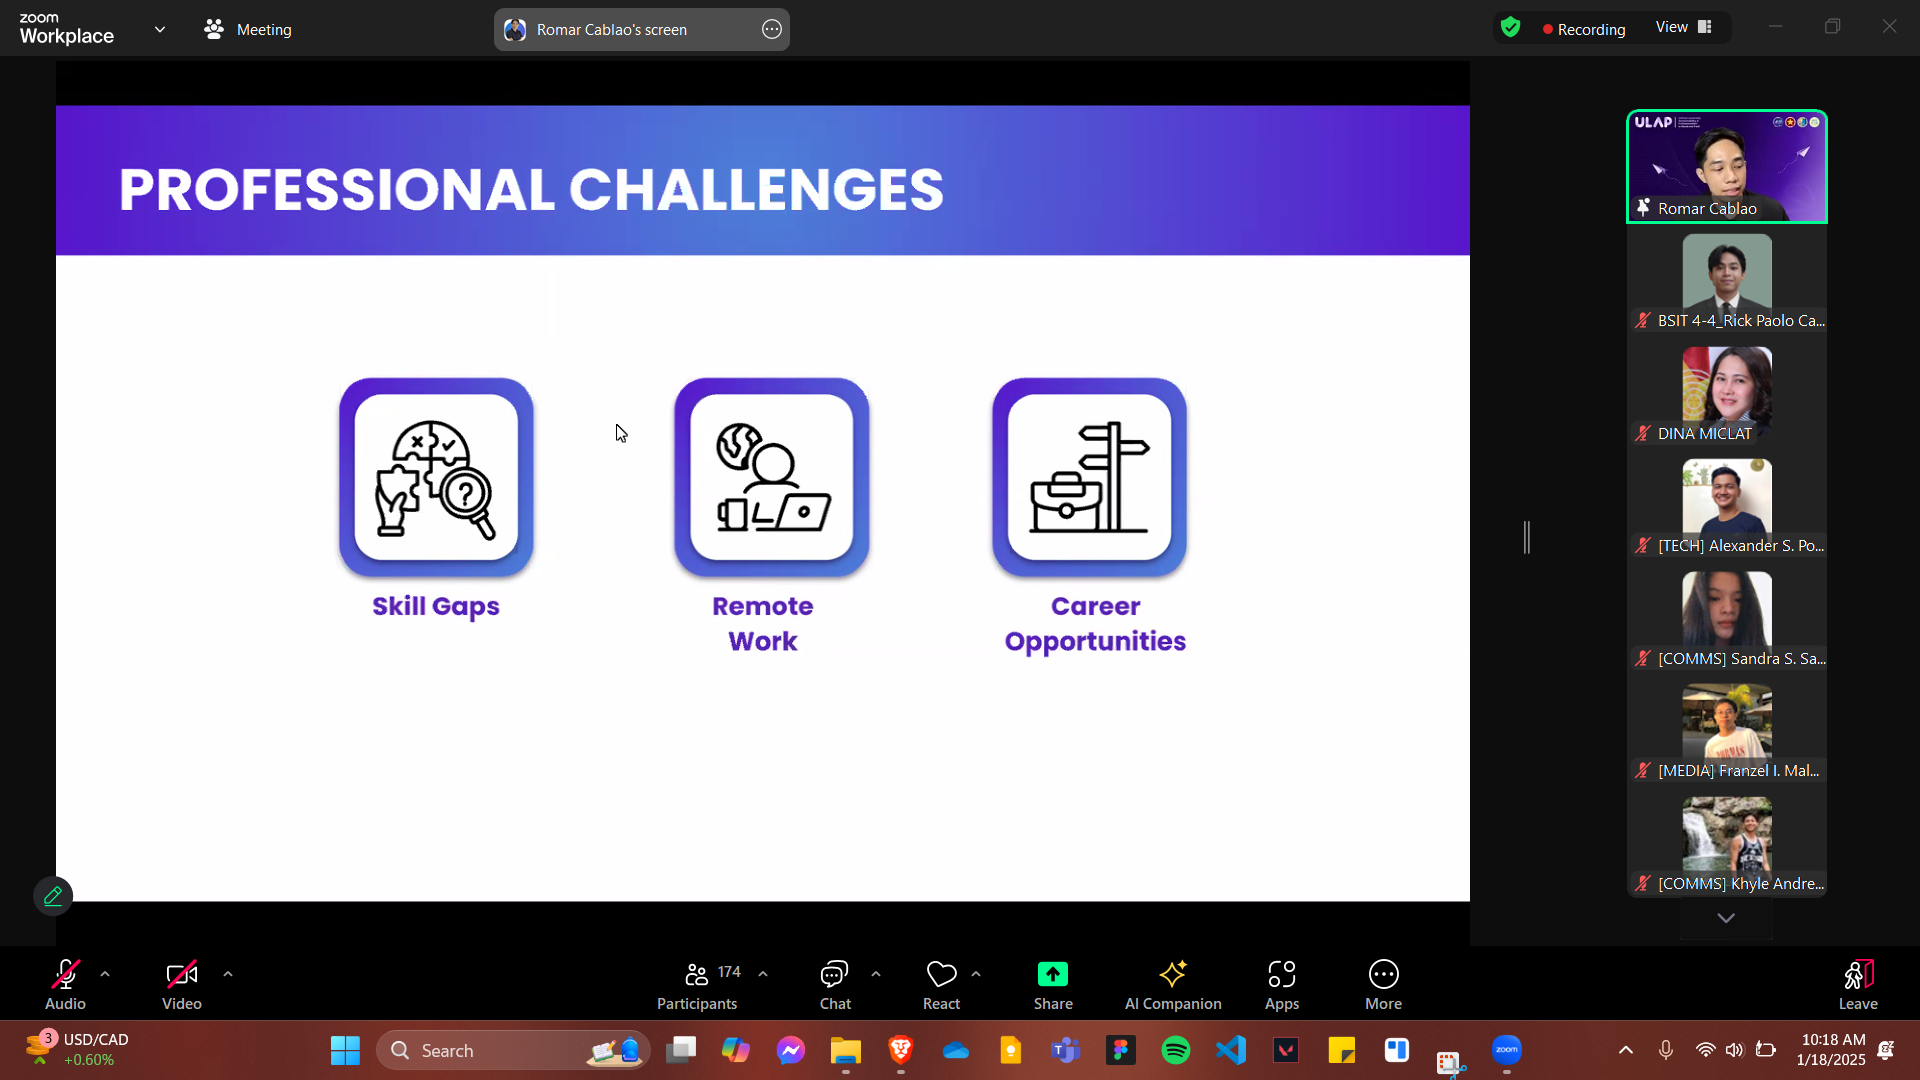 zoom
Workplace
Meeting
Romar Cablao's screen
Recording
View
PROFESSIONAL CHALLENGES
Skill Gaps
Remote
Work
Career
Opportunities
ULAP
Romar Cablao
BSIT 4-4_Rick Paolo Ca...
DINA MICLAT
[TECH] Alexander S. Po...
[COMMS] Sandra S. Sa...
[MEDIA] Franzel I. Mal...
[COMMS] Khyle Andre...
Audio
Video
174
Participants
Chat
React
Share
AI Companion
Apps
More
Leave
3
USD/CAD
+0.60%
Search
zoom
10:18 AM
1/18/2025